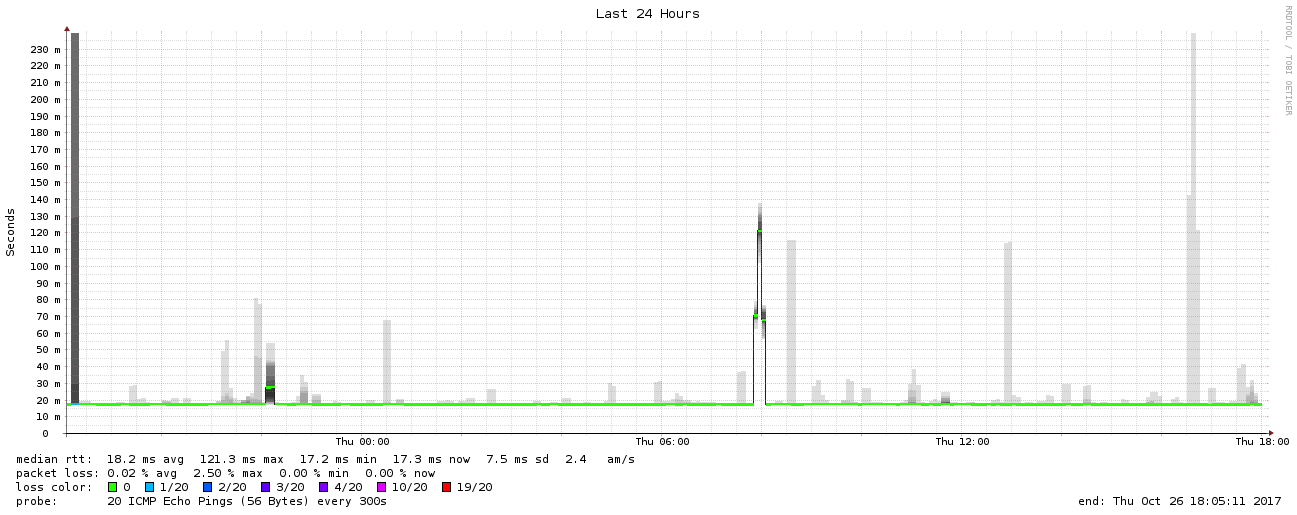 Last 24 Hours
RRDTOOL / TOBI OETIKER
Seconds
230 m
220 m
210 m
200 m
190 m
180 m
170 m
160 m
150 m
140 m
130 m
120 m
110 m
100 m
90 m
80 m
70 m
60 m
50 m
40 m
30 m
20 m
10 m
0
Thu 00:00 Thu 06:00 Thu 12:00 Thu 18:00
median rtt: 18.2 ms avg 121.3 ms max 17.2 ms min 17.3 ms now 7.5 ms sd 2.4 am/s
packet loss: 0.02 % avg 2.50 % max 0.00 % min 0.00 % now
loss color: 0 1/20 2/20 3/20 4/20 10/20 19/20
probe: 20 ICMP Echo Pings (56 Bytes) every 300s end: Thu Oct 26 18:05:11 2017